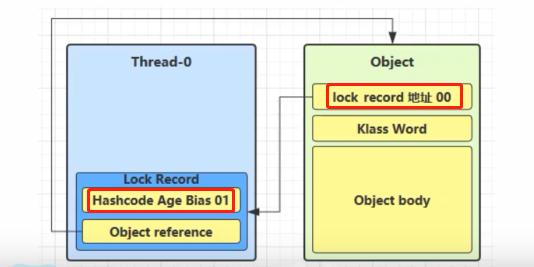 Thread-0
Lock Record
Hashcode Age Bias 01
Object reference
Object
lock record 地址 00
Klass Word
Object body